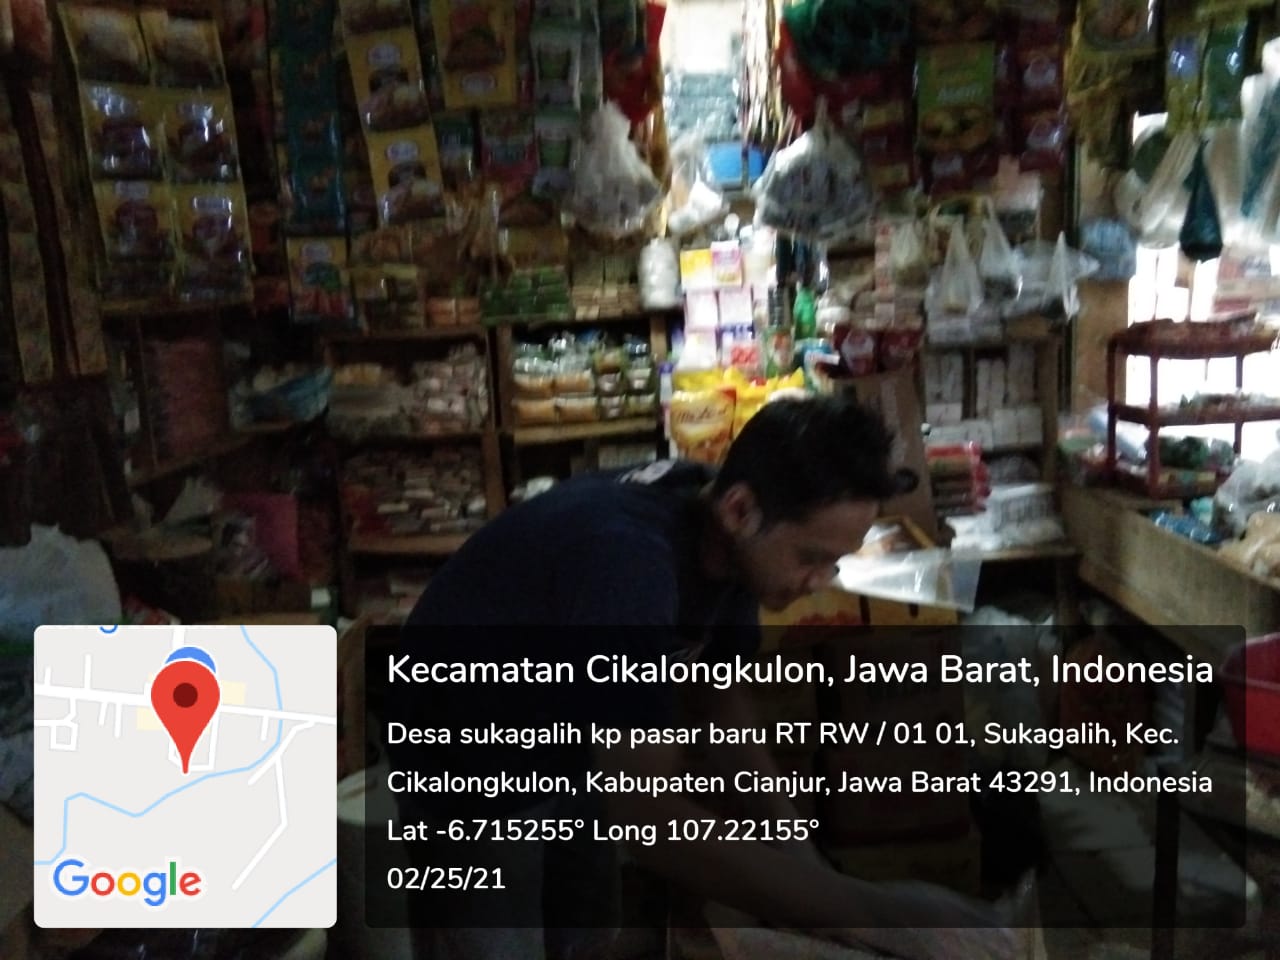 Kecamatan Cikalongkulon, Jawa Barat, Indonesia
Desa sukagalih kp pasar baru RT RW / 01 01, Sukagalih, Kec.
Cikalongkulon, Kabupaten Cianjur, Jawa Barat 43291, Indonesia
Lat -6.715255° Long 107.22155°
02/25/21
Google